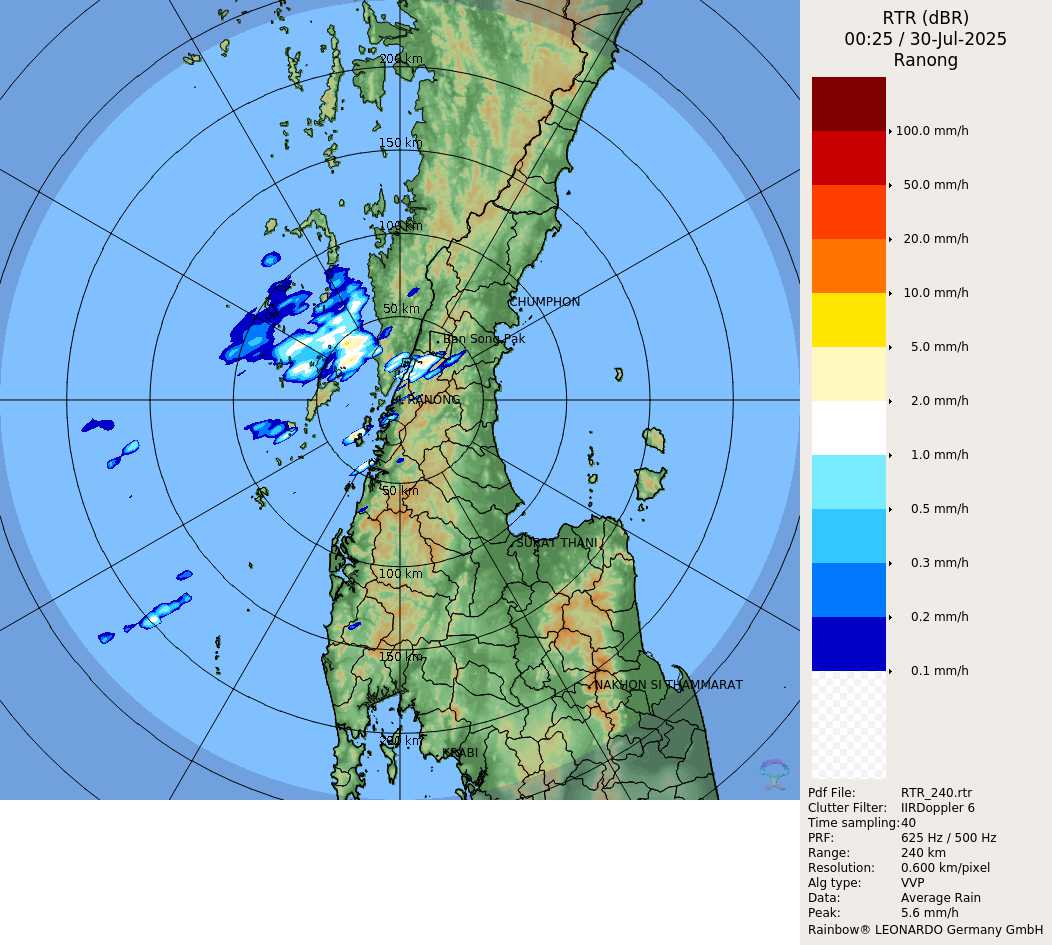 RTR (dBR)
00:25 / 30-Jul-2025
Ranong
100.0 mm/h
50.0 mm/h
20.0 mm/h
10.0 mm/h
5.0 mm/h
2.0 mm/h
1.0 mm/h
0.5 mm/h
0.3 mm/h
0.2 mm/h
0.1 mm/h
Pdf File: RTR_240.rtr
Clutter Filter: IIRDoppler 6
Time sampling: 40
PRF: 625 Hz / 500 Hz
Range: 240 km
Resolution: 0.600 km/pixel
Alg type: VVP
Data: Average Rain
Peak: 5.6 mm/h
Rainbow® LEONARDO Germany GmbH
200 km
150 km
100 km
CHUMPHON
50 km
Ban Song Pak
RANONG
50 km
SURAT THANI
100 km
150 km
NAKHON SI THAMMARAT
200 km
KRABI